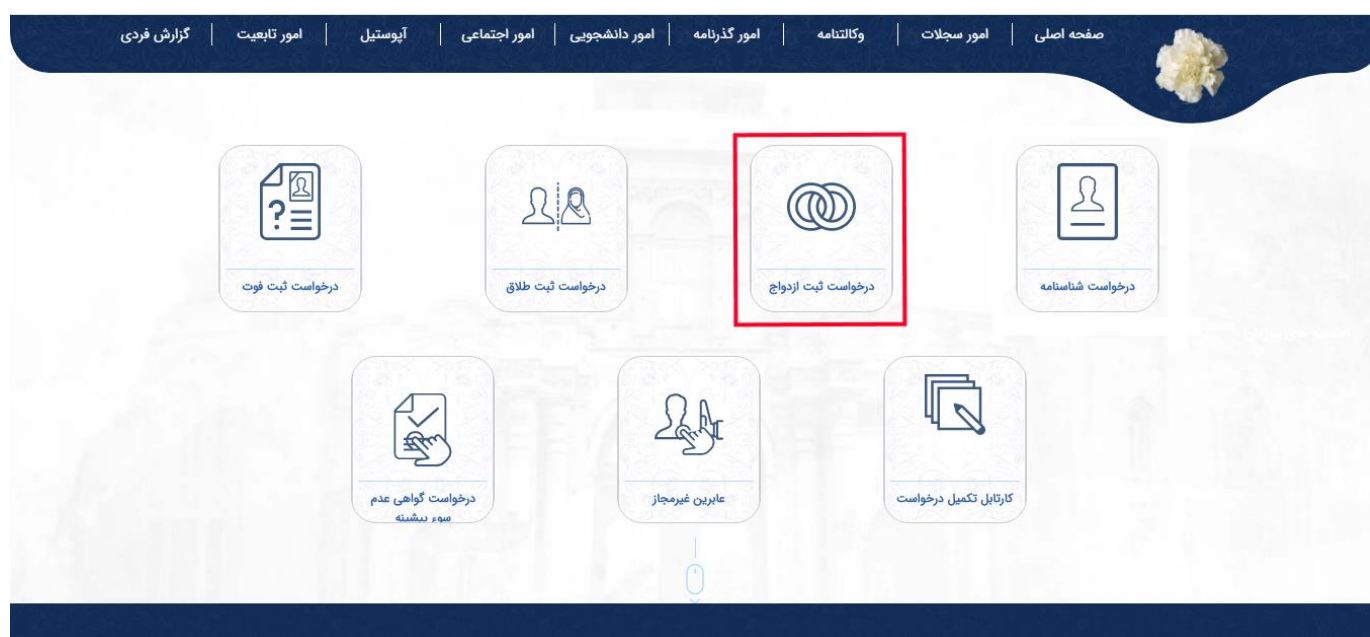 صفحه اصلی
امور سجلات
وکالتنامه
امور گذرنامه
امور دانشجویی
امور اجتماعی
آپوستیل
امور تابعیت
گزارش فردی
درخواست شناسنامه
درخواست ثبت ازدواج
درخواست ثبت طلاق
درخواست ثبت فوت
کارتابل تکمیل درخواست
عابرین غیرمجاز
درخواست گواهی عدم
سوء پیشینه